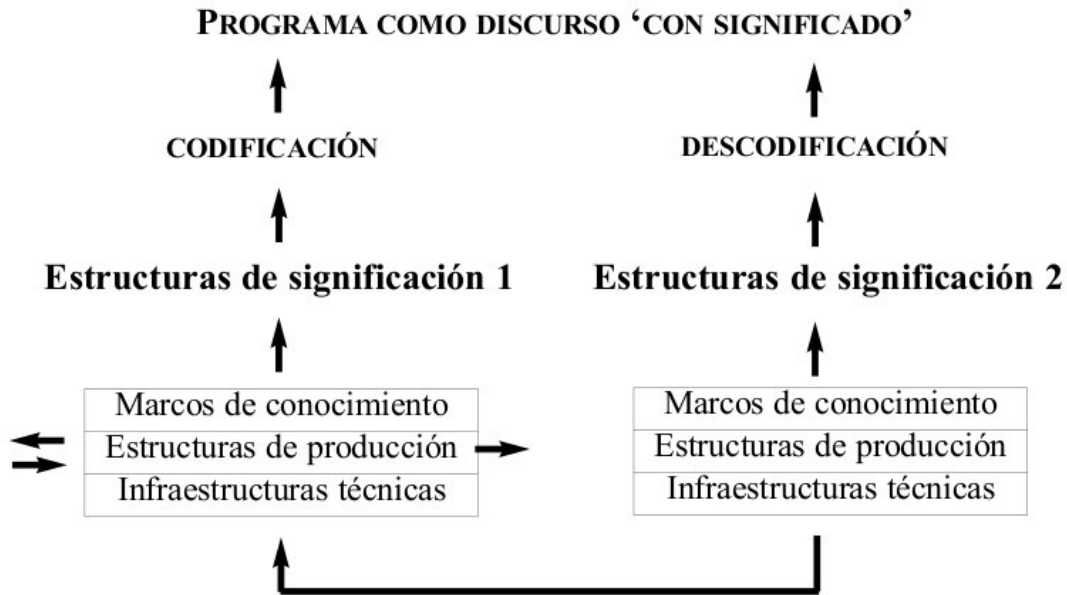 PROGRAMA COMO DISCURSO ‘CON SIGNIFICADO’
CODIFICACIÓN
DESCODIFICACIÓN
Estructuras de significación 1
Estructuras de significación 2
Marcos de conocimiento
Estructuras de producción
Infraestructuras técnicas
Marcos de conocimiento
Estructuras de producción
Infraestructuras técnicas